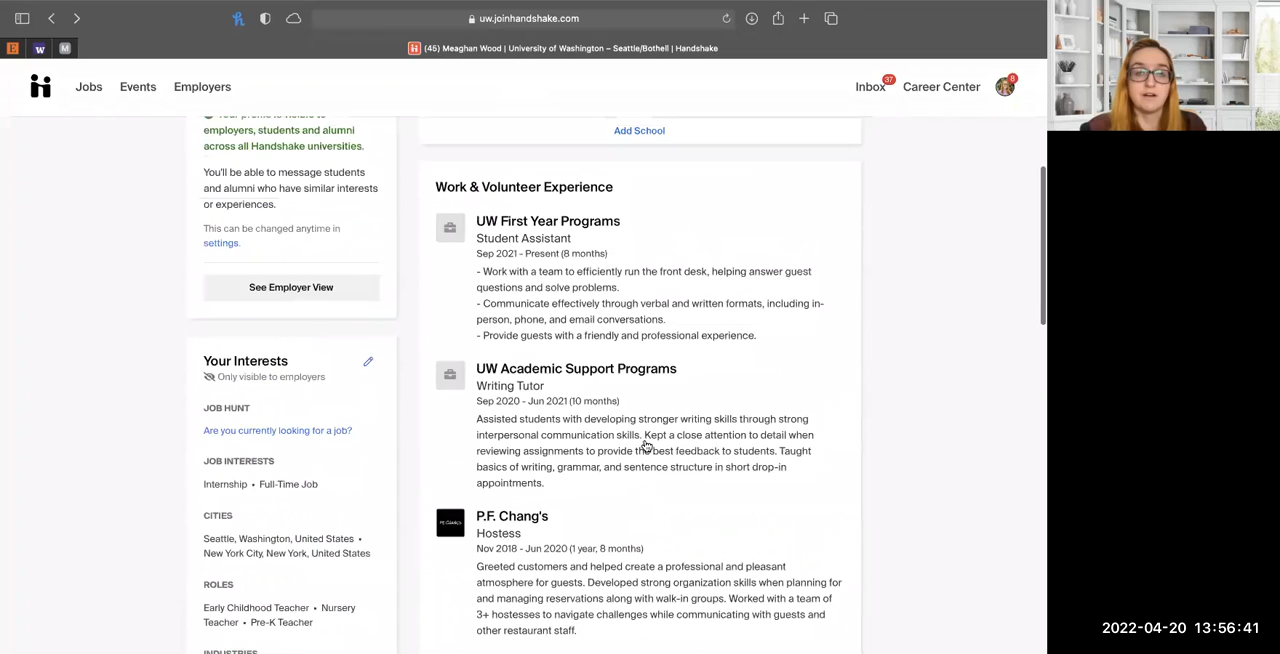 uw.joinhandshake.com
E W M
(45) Meaghan Wood | University of Washington – Seattle/Bothell | Handshake
Jobs Events Employers Inbox 37 Career Center 8
employers, students and alumni
across all Handshake universities.
You'll be able to message students
and alumni who have similar interests
or experiences.
This can be changed anytime in
settings.
See Employer View
Your Interests
Only visible to employers
JOB HUNT
Are you currently looking for a job?
JOB INTERESTS
Internship • Full-Time Job
CITIES
Seattle, Washington, United States •
New York City, New York, United States
ROLES
Early Childhood Teacher • Nursery
Teacher • Pre-K Teacher
INDUSTRIES
Add School
Work & Volunteer Experience
UW First Year Programs
Student Assistant
Sep 2021 - Present (8 months)
- Work with a team to efficiently run the front desk, helping answer guest
questions and solve problems.
- Communicate effectively through verbal and written formats, including in-
person, phone, and email conversations.
- Provide guests with a friendly and professional experience.
UW Academic Support Programs
Writing Tutor
Sep 2020 - Jun 2021 (10 months)
Assisted students with developing stronger writing skills through strong
interpersonal communication skills. Kept a close attention to detail when
reviewing assignments to provide the best feedback to students. Taught
basics of writing, grammar, and sentence structure in short drop-in
appointments.
P.F. Chang's
Hostess
Nov 2018 - Jun 2020 (1 year, 8 months)
Greeted customers and helped create a professional and pleasant
atmosphere for guests. Developed strong organization skills when planning for
and managing reservations along with walk-in groups. Worked with a team of
3+ hostesses to navigate challenges while communicating with guests and
other restaurant staff.
2022-04-20 13:56:41